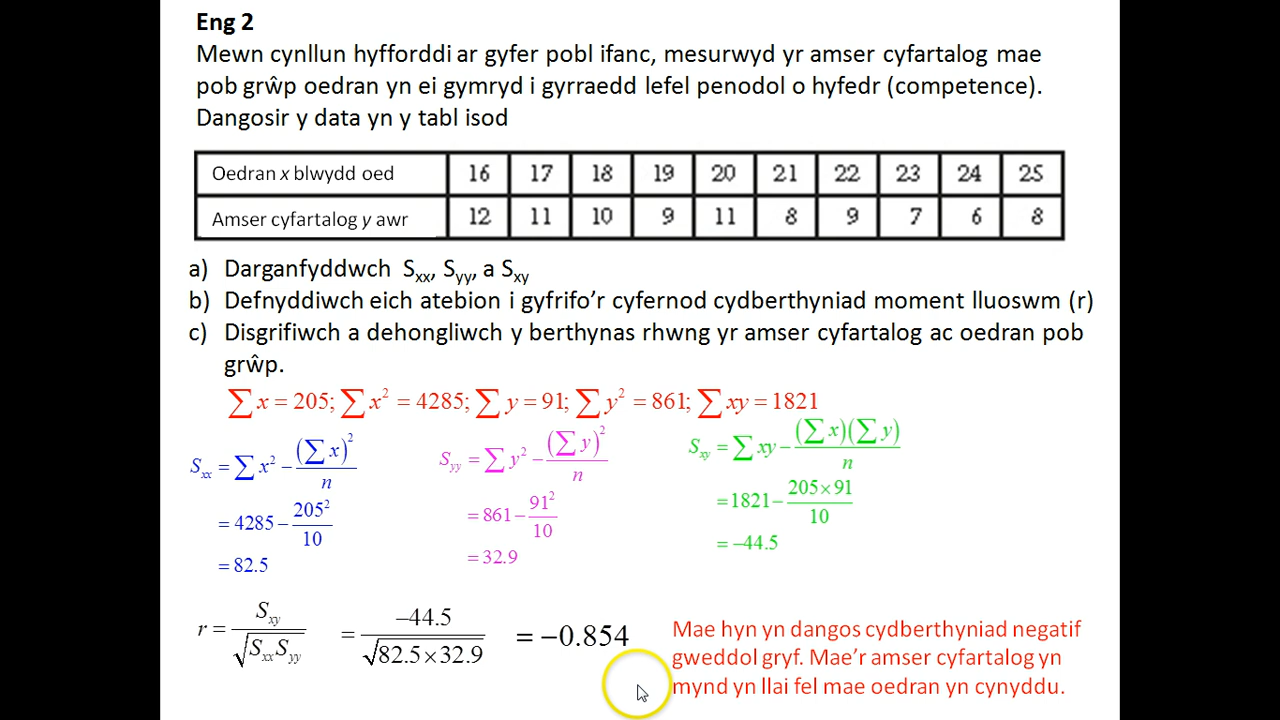 Eng 2
Mewn cynllun hyfforddi ar gyfer pobl ifanc, mesurwyd yr amser cyfartalog mae
pob grŵp oedran yn ei gymryd i gyrraedd lefel penodol o hyfedr (competence).
Dangosir y data yn y tabl isod
Oedran x blwydd oed 16 17 18 19 20 21 22 23 24 25
Amser cyfartalog y awr 12 11 10 9 11 8 9 7 6 8
a) Darganfyddwch Sxx, Syy, a Sxy
b) Defnyddiwch eich atebion i gyfrifo’r cyfernod cydberthyniad moment lluoswm (r)
c) Disgrifiwch a dehongliwch y berthynas rhwng yr amser cyfartalog ac oedran pob
grŵp.
∑x = 205; ∑x² = 4285; ∑y = 91; ∑y² = 861; ∑xy = 1821
Sxx = ∑x² − (∑x)²/n
= 4285 − 205²/10
= 82.5
Syy = ∑y² − (∑y)²/n
= 861 − 91²/10
= 32.9
Sxy = ∑xy − (∑x)(∑y)/n
= 1821 − 205×91/10
= −44.5
r = Sxy/√SxxSyy = −44.5/√82.5×32.9 = −0.854
Mae hyn yn dangos cydberthyniad negatif
gweddol gryf. Mae’r amser cyfartalog yn
mynd yn llai fel mae oedran yn cynyddu.